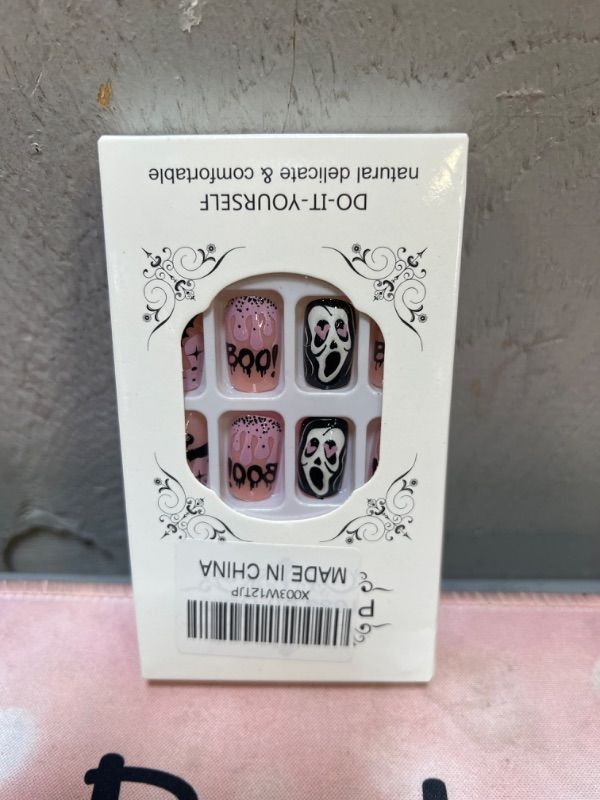 DO-IT-YOURSELF
natural delicate & comfortable
BOO!
BOO!
X003W12TJP
MADE IN CHINA